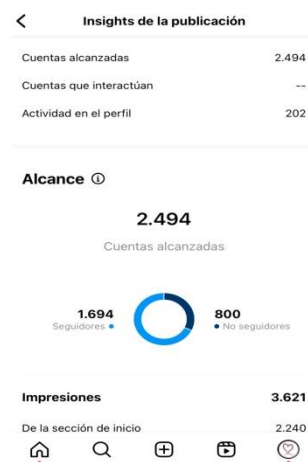 Insights de la publicación
Cuentas alcanzadas 2.494
Cuentas que interactúan --
Actividad en el perfil 202
Alcance
2.494
Cuentas alcanzadas
1.694 800
Seguidores • • No seguidores
Impresiones 3.621
De la sección de inicio 2.240